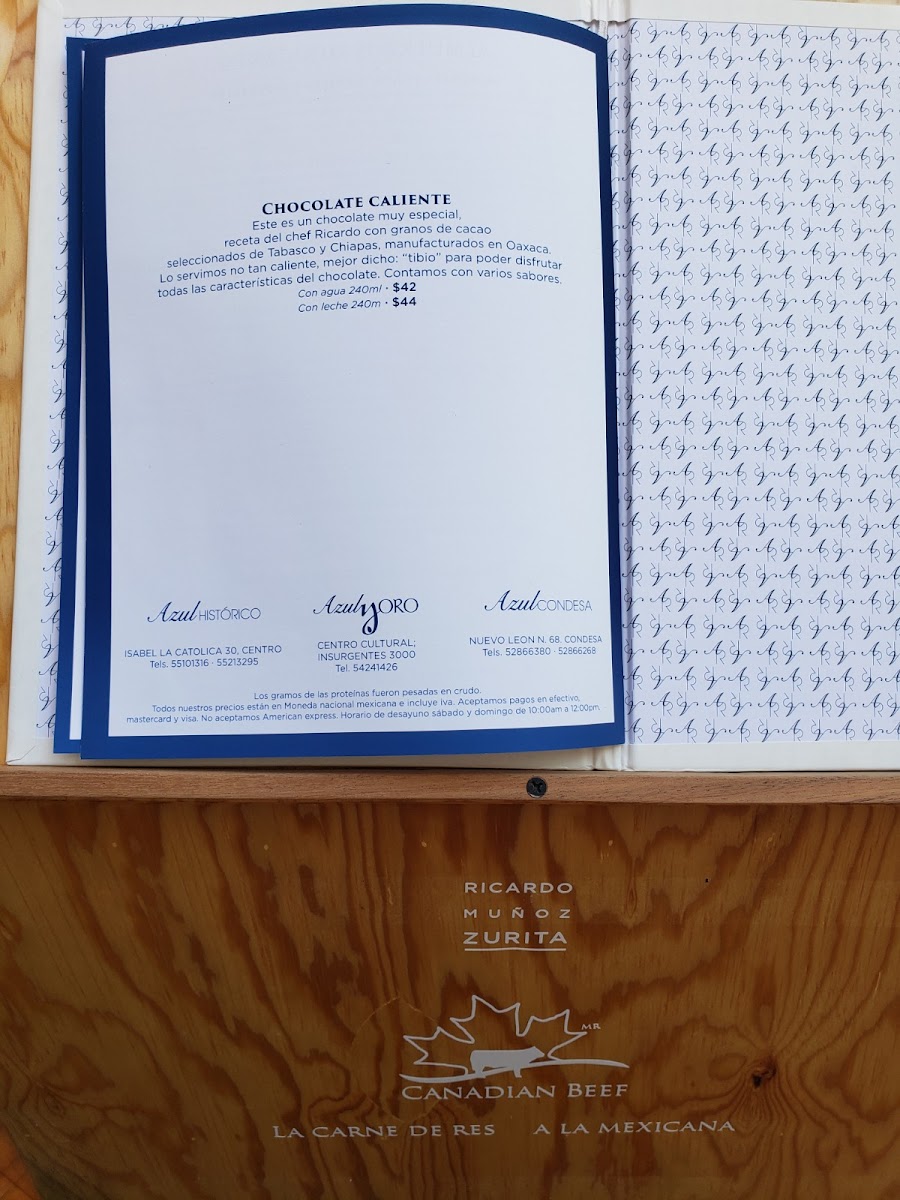 CHOCOLATE CALIENTE
Este es un chocolate muy especial,
receta del chef Ricardo con granos de cacao
seleccionados de Tabasco y Chiapas, manufacturados en Oaxaca.
Lo servimos no tan caliente, mejor dicho: “tibio” para poder disfrutar
todas las características del chocolate. Contamos con varios sabores.
Con agua 240ml · $42
Con leche 240m · $44
Azul HISTÓRICO
ISABEL LA CATOLICA 30, CENTRO
Tels. 55101316 · 55213295
Azul y ORO
CENTRO CULTURAL;
INSURGENTES 3000
Tel. 54241426
Azul CONDESA
NUEVO LEON N. 68. CONDESA
Tels. 52866380 · 52866268
Los gramos de las proteínas fueron pesadas en crudo.
Todos nuestros precios están en Moneda nacional mexicana e incluye Iva. Aceptamos pagos en efectivo,
mastercard y visa. No aceptamos American express. Horario de desayuno sábado y domingo de 10:00am a 12:00pm.
RICARDO
MUÑOZ
ZURITA
MR
CANADIAN BEEF
LA CARNE DE RES A LA MEXICANA